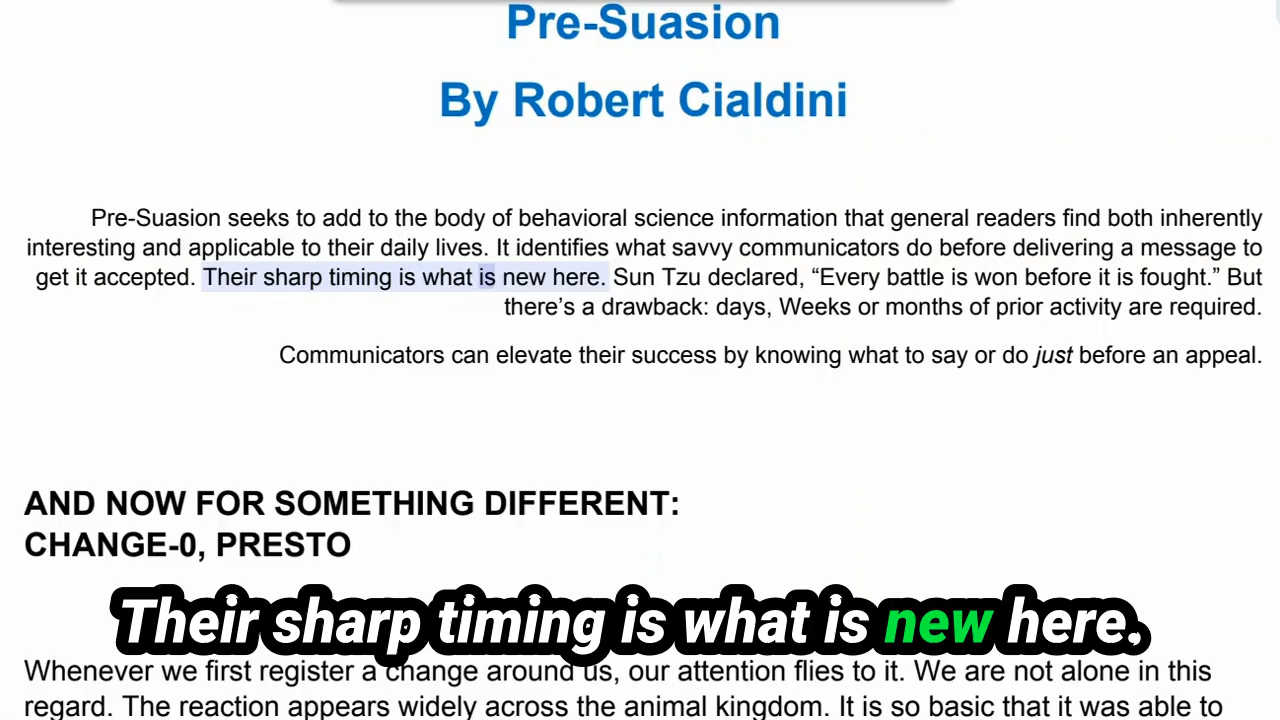 Pre-Suasion
By Robert Cialdini
Pre-Suasion seeks to add to the body of behavioral science information that general readers find both inherently
interesting and applicable to their daily lives. It identifies what savvy communicators do before delivering a message to
get it accepted. Their sharp timing is what is new here. Sun Tzu declared, “Every battle is won before it is fought.” But
there’s a drawback: days, Weeks or months of prior activity are required.
Communicators can elevate their success by knowing what to say or do just before an appeal.
AND NOW FOR SOMETHING DIFFERENT:
CHANGE-0, PRESTO
Their sharp timing is what is new here.
Whenever we first register a change around us, our attention flies to it. We are not alone in this
regard. The reaction appears widely across the animal kingdom. It is so basic that it was able to